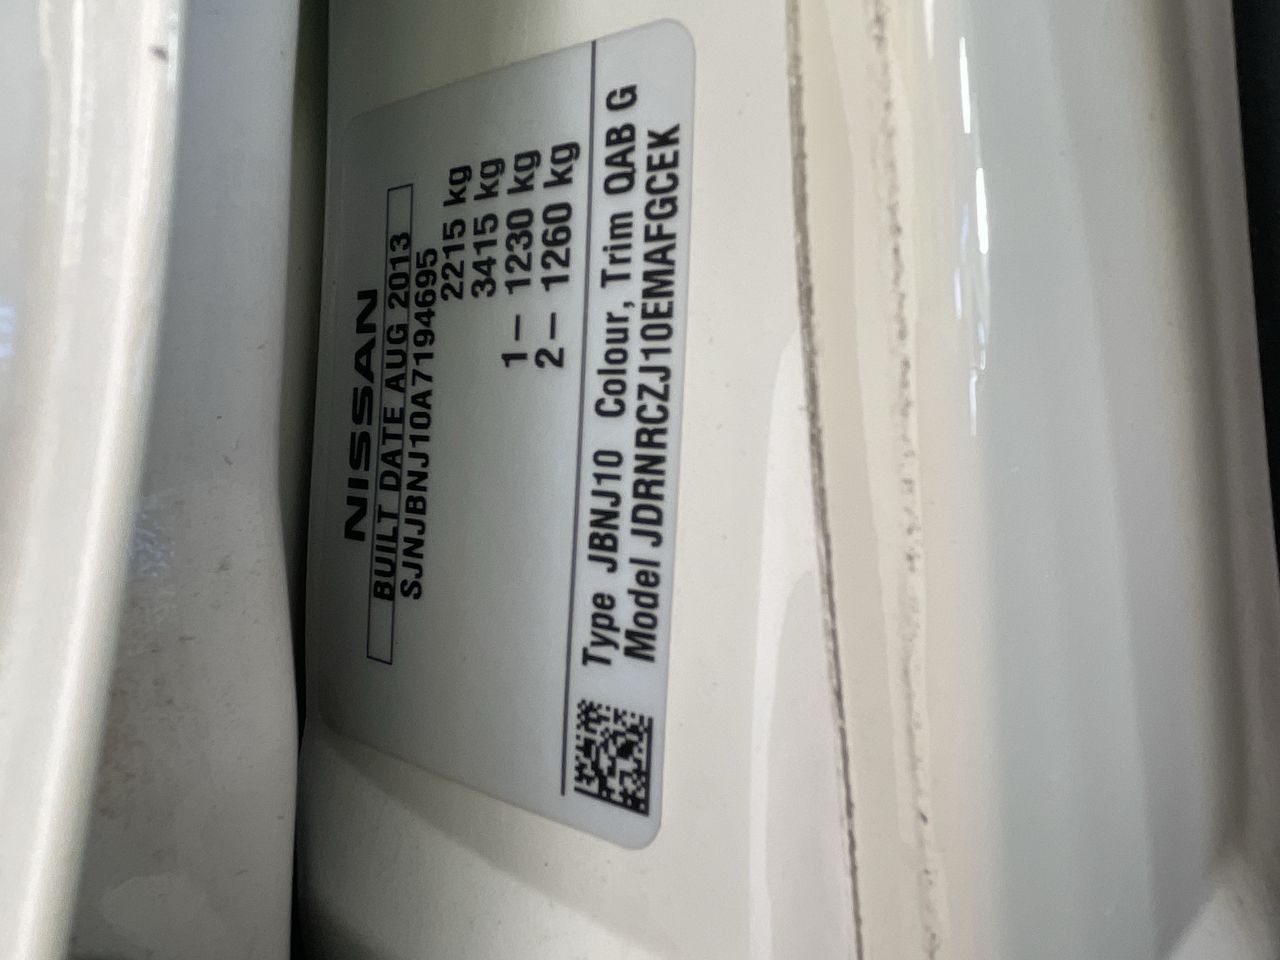 NISSAN
BUILT DATE AUG 2013
SJNJBNJ10A7194695
2215 kg
3415 kg
1– 1230 kg
2– 1260 kg
Type JBNJ10 Colour, Trim QAB G
Model JDRNRCZJ10EMAFGCEK